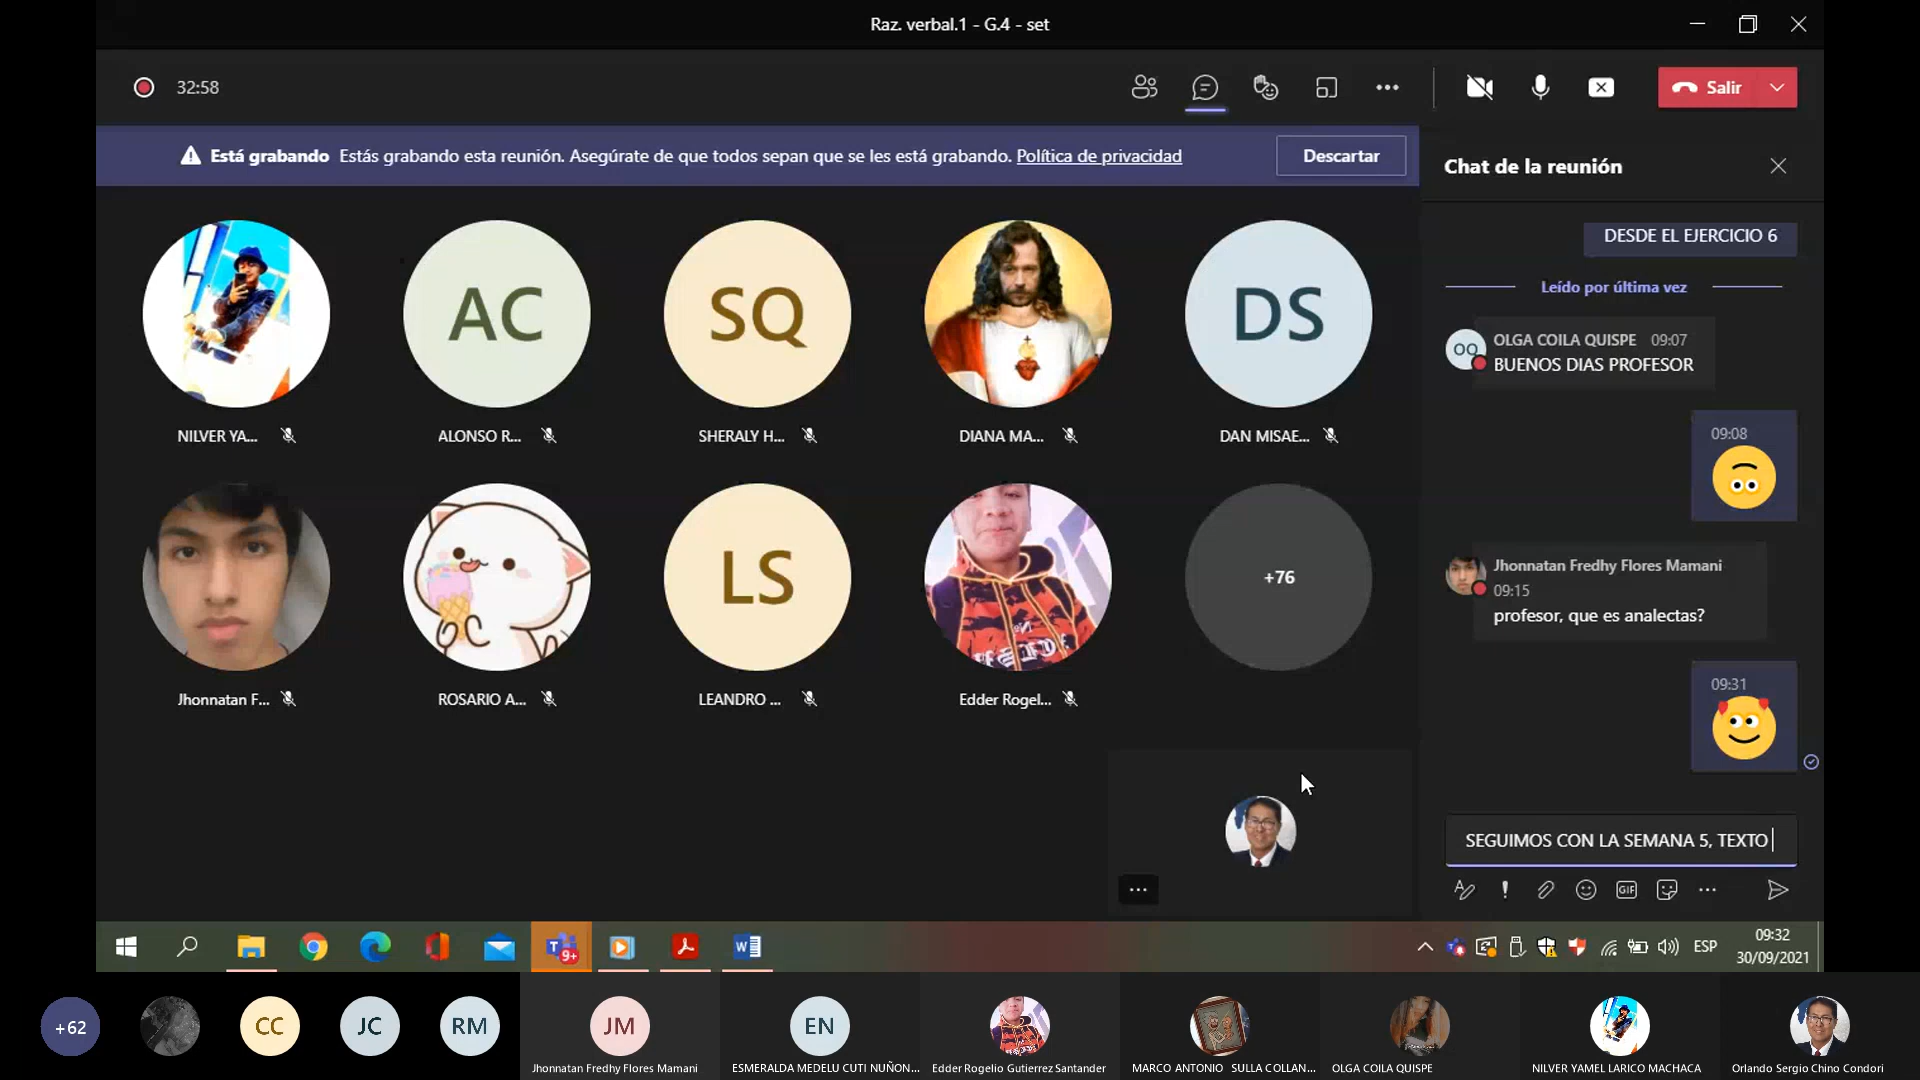 Raz. verbal.1 - G.4 - set
32:58
Salir
Está grabando Estás grabando esta reunión. Asegúrate de que todos sepan que se les está grabando. Política de privacidad
Descartar
Chat de la reunión
DESDE EL EJERCICIO 6
Leído por última vez
OQ
OLGA COILA QUISPE 09:07
BUENOS DIAS PROFESOR
09:08
Jhonnatan Fredhy Flores Mamani
09:15
profesor, que es analectas?
09:31
SEGUIMOS CON LA SEMANA 5, TEXTO
GIF
AC
SQ
DS
NILVER YA...
ALONSO R...
SHERALY H...
DIANA MA...
DAN MISAE...
LS
+76
Jhonnatan F...
ROSARIO A...
LEANDRO ...
Edder Rogel...
9+
ESP
09:32
30/09/2021
+62
CC
JC
RM
JM
EN
Jhonnatan Fredhy Flores Mamani
ESMERALDA MEDELU CUTI NUÑON...
Edder Rogelio Gutierrez Santander
MARCO ANTONIO SULLA COLLAN...
OLGA COILA QUISPE
NILVER YAMEL LARICO MACHACA
Orlando Sergio Chino Condori